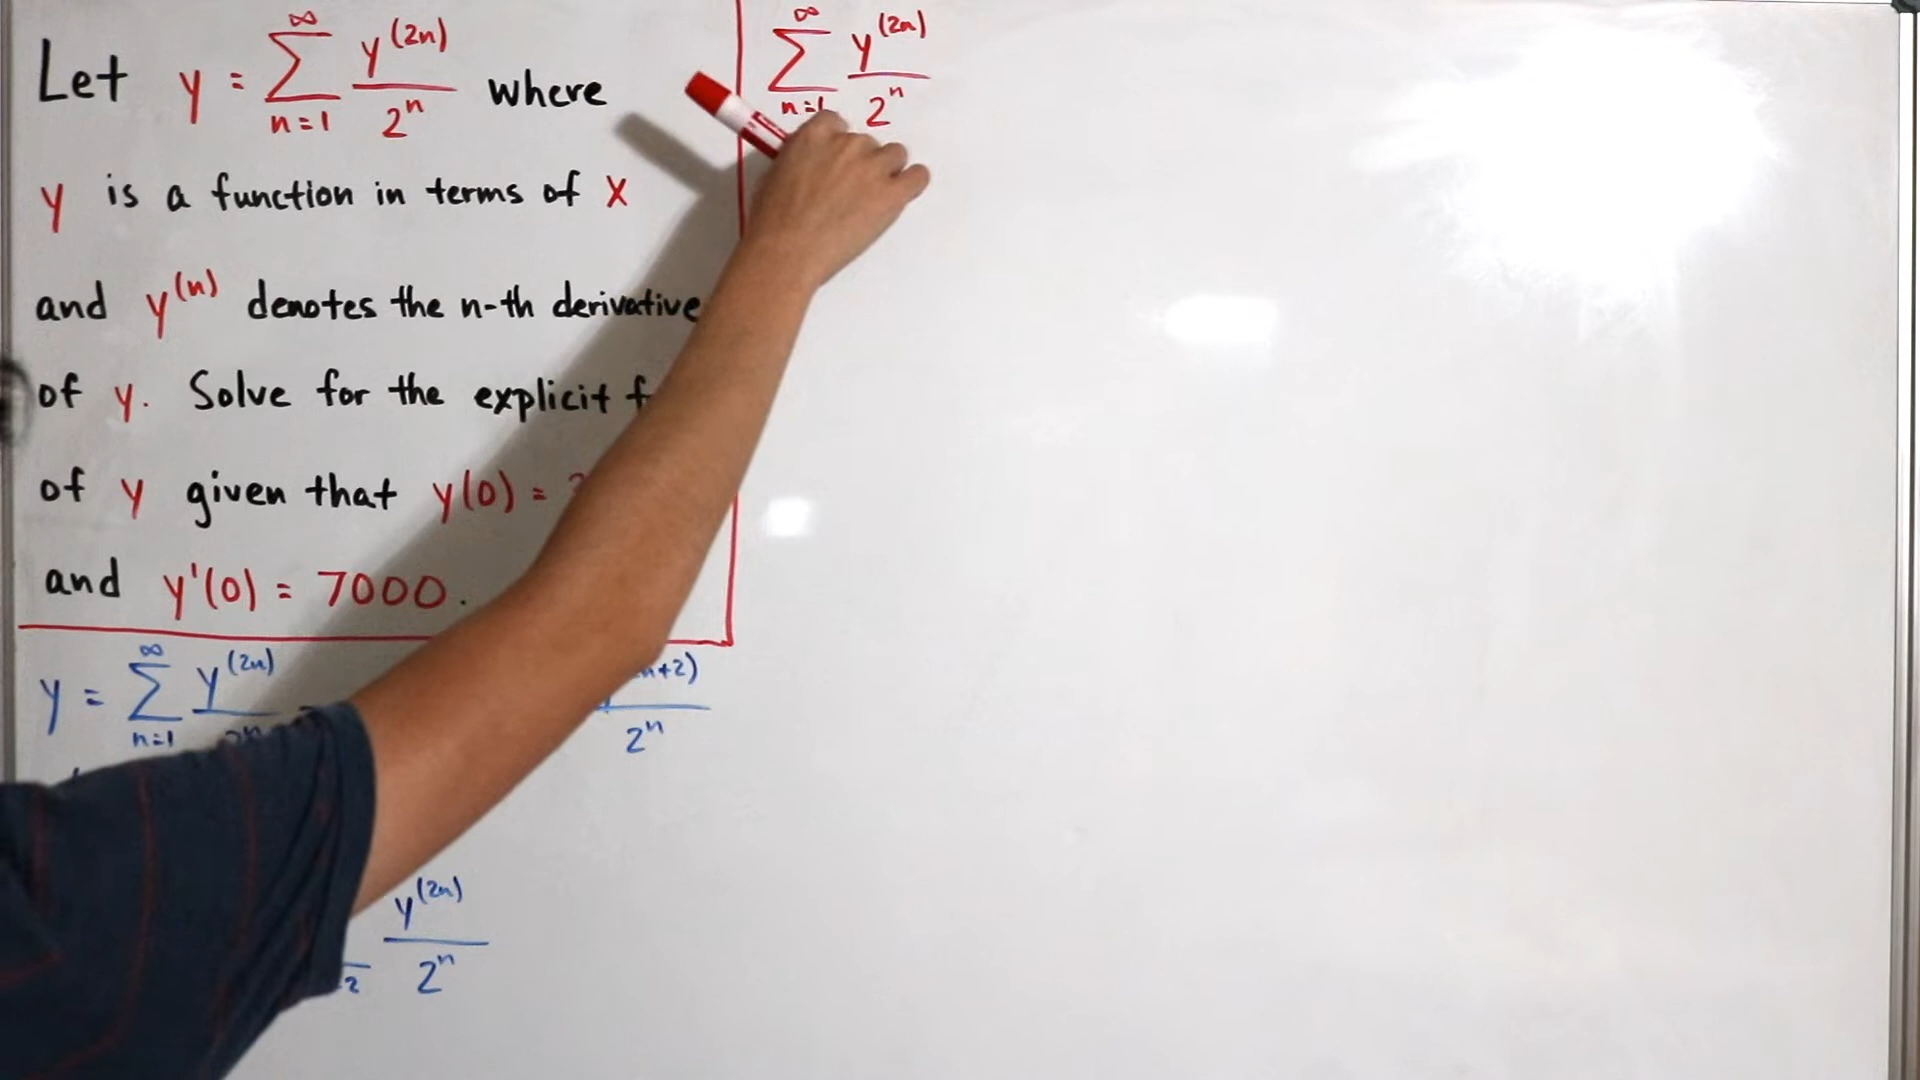 Let y = ∞ Σ n=1 y^(2n) / 2^n where
y is a function in terms of x
and y^(n) denotes the n-th derivative
of y. Solve for the explicit
of y given that y(0) =
and y'(0) = 7000.
y = ∞ Σ n=1 y^(2n)
+2) / 2^n
y^(2n) / 2^n
2
∞ Σ n=1 y^(2n) / 2^n